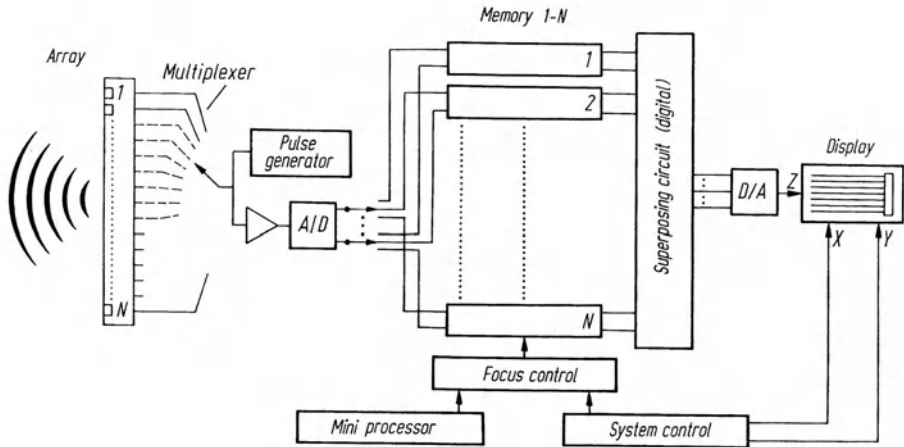 Memory 1-N
Array
Multiplexer
1
Pulse
generator
A/D
N
1
2
N
Superposing circuit (digital)
D/A
Z
Display
X
Y
Focus control
Mini processor
System control